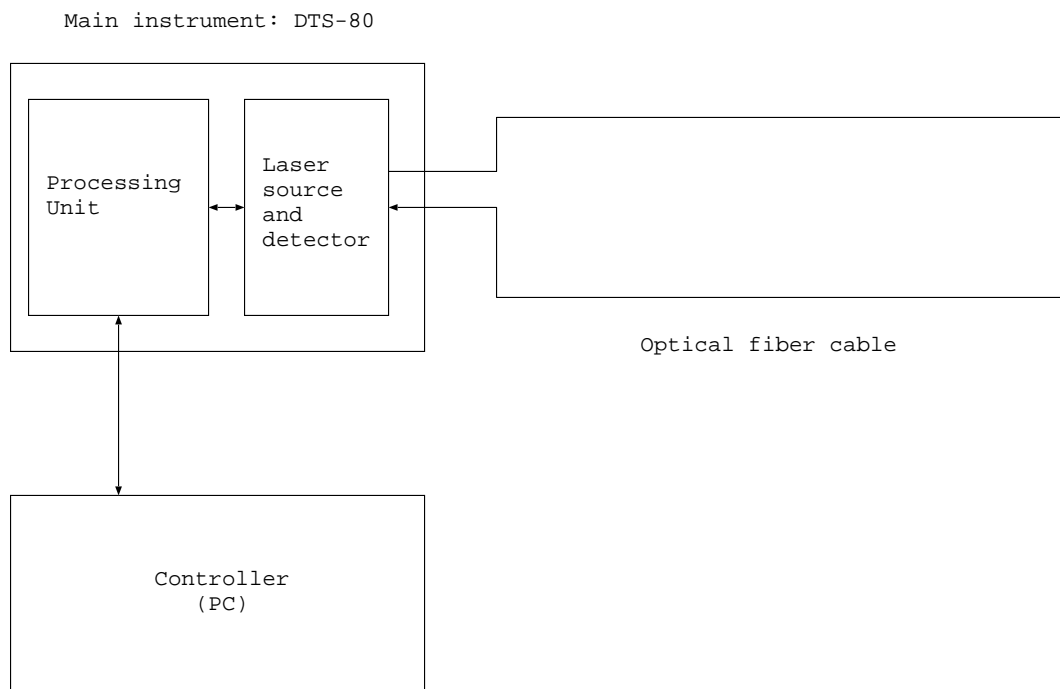 Main instrument: DTS-80
Processing
Unit
Laser
source
and
detector
Optical fiber cable
Controller
(PC)